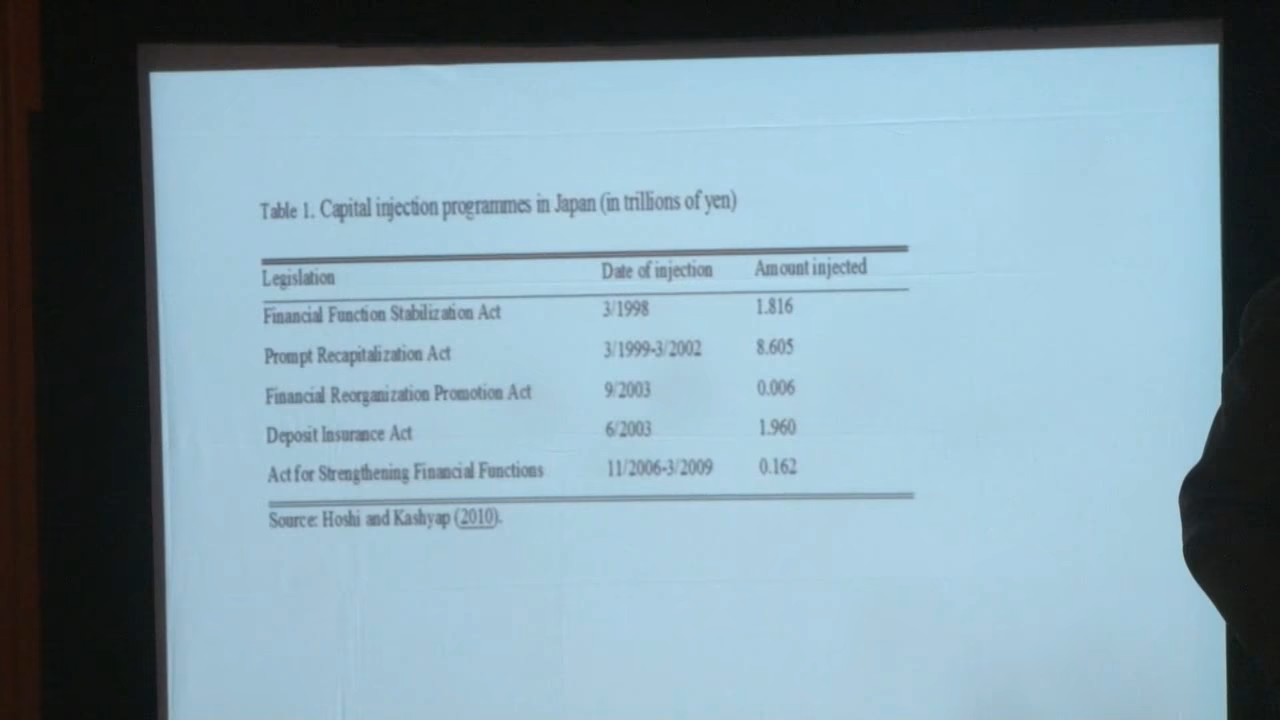 Table 1. Capital injection programmes in Japan (in trillions of yen)
Legislation Date of injection Amount injected
Financial Function Stabilization Act 3/1998 1.816
Prompt Recapitalization Act 3/1999-3/2002 8.605
Financial Reorganization Promotion Act 9/2003 0.006
Deposit Insurance Act 6/2003 1.960
Act for Strengthening Financial Functions 11/2006-3/2009 0.162
Source: Hoshi and Kashyap (2010).